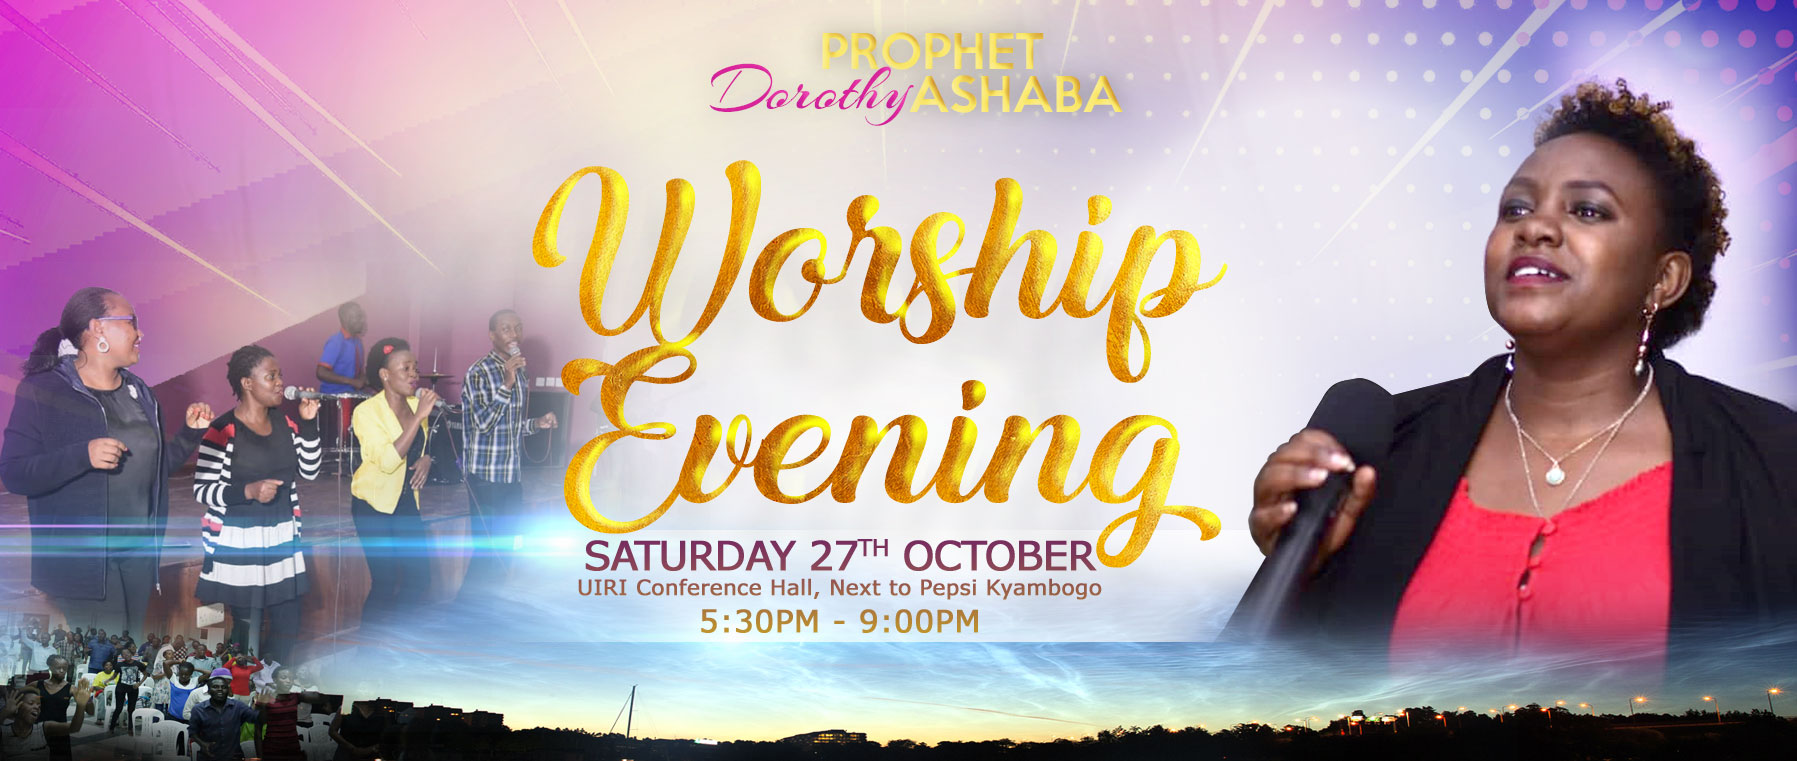 PROPHET
Dorothy ASHABA
Worship
Evening
SATURDAY 27TH OCTOBER
UIRI Conference Hall, Next to Pepsi Kyambogo
5:30PM - 9:00PM